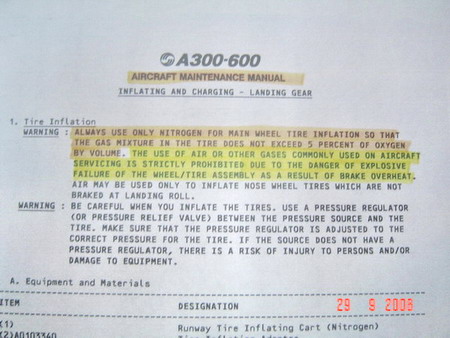 A300-600
AIRCRAFT MAINTENANCE MANUAL
INFLATING AND CHARGING - LANDING GEAR
1. Tire Inflation
WARNING : ALWAYS USE ONLY NITROGEN FOR MAIN WHEEL TIRE INFLATION SO THAT
THE GAS MIXTURE IN THE TIRE DOES NOT EXCEED 5 PERCENT OF OXYGEN
BY VOLUME. THE USE OF AIR OR OTHER GASES COMMONLY USED ON AIRCRAFT
SERVICING IS STRICTLY PROHIBITED DUE TO THE DANGER OF EXPLOSIVE
FAILURE OF THE WHEEL/TIRE ASSEMBLY AS A RESULT OF BRAKE OVERHEAT.
AIR MAY BE USED ONLY TO INFLATE NOSE WHEEL TIRES WHICH ARE NOT
BRAKED AT LANDING ROLL.
WARNING : BE CAREFUL WHEN YOU INFLATE THE TIRES. USE A PRESSURE REGULATOR
(OR PRESSURE RELIEF VALVE) BETWEEN THE PRESSURE SOURCE AND THE
TIRE. MAKE SURE THAT THE PRESSURE REGULATOR IS ADJUSTED TO THE
CORRECT PRESSURE FOR THE TIRE. IF THE SOURCE DOES NOT HAVE A
PRESSURE REGULATOR, THERE IS A RISK OF INJURY TO PERSONS AND/OR
DAMAGE TO EQUIPMENT.
A. Equipment and Materials
ITEM DESIGNATION 29 9 2008
(1) Runway Tire Inflating Cart (Nitrogen)
(2)A0103340 Tire Inflating Adaptor